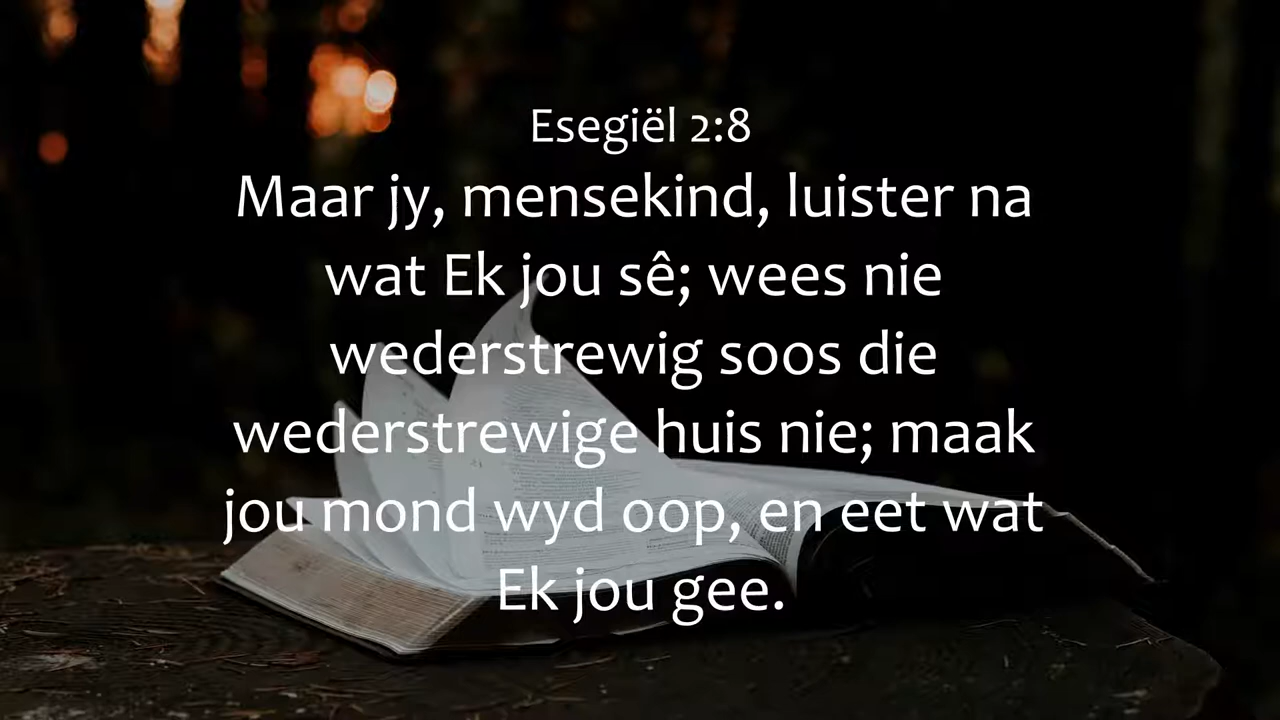 Esegiël 2:8
Maar jy, mensekind, luister na
wat Ek jou sê; wees nie
wederstrewig soos die
wederstrewige huis nie; maak
jou mond wyd oop, en eet wat
Ek jou gee.